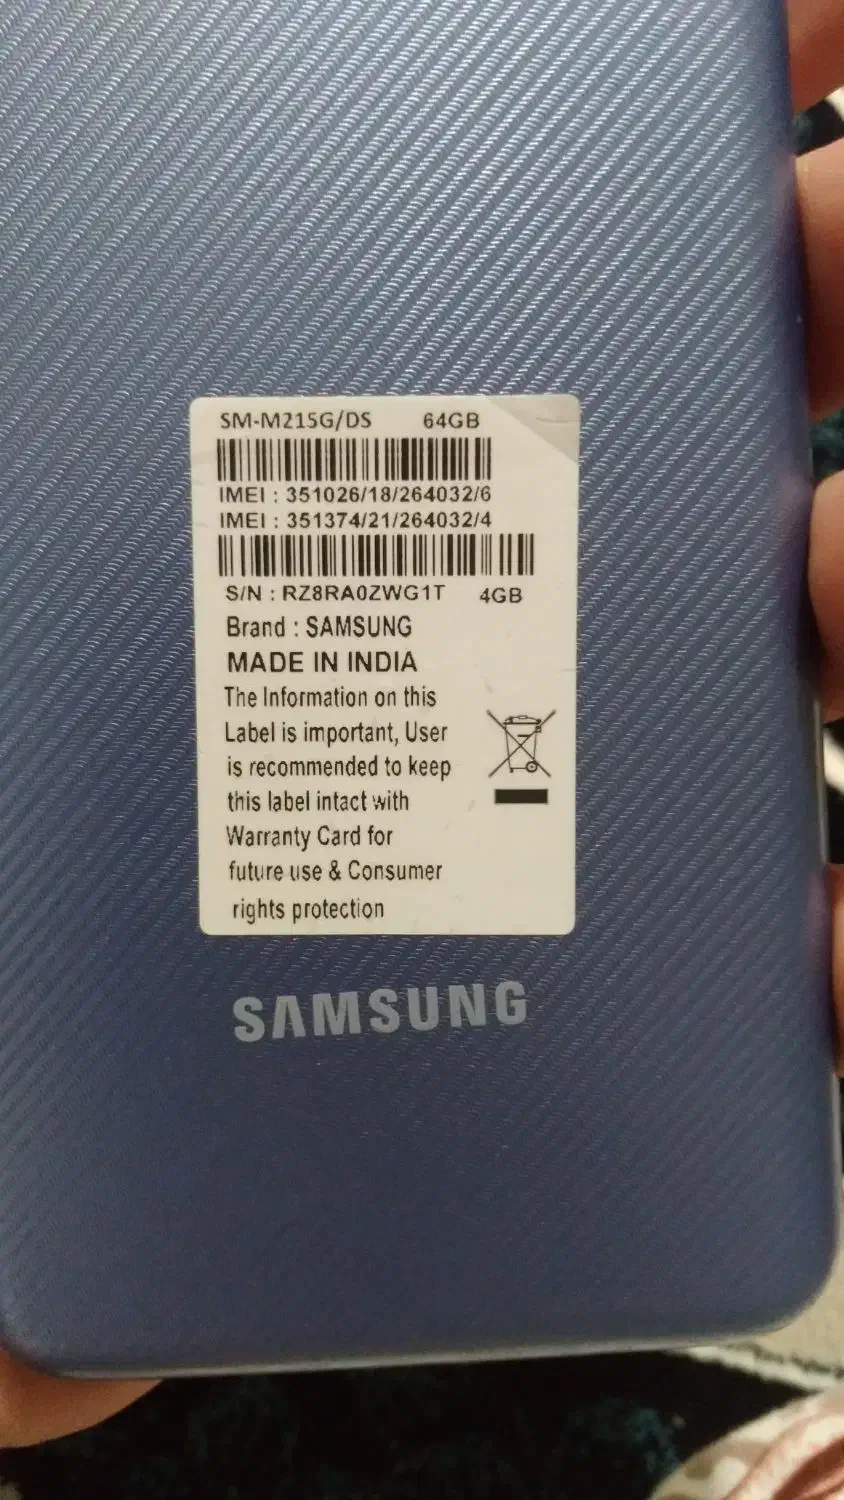 SM-M215G/DS 64GB
IMEI : 351026/18/264032/6
IMEI : 351374/21/264032/4
S/N : RZ8RA0ZWG1T 4GB
Brand : SAMSUNG
MADE IN INDIA
The Information on this
Label is important, User
is recommended to keep
this label intact with
Warranty Card for
future use & Consumer
rights protection
SAMSUNG